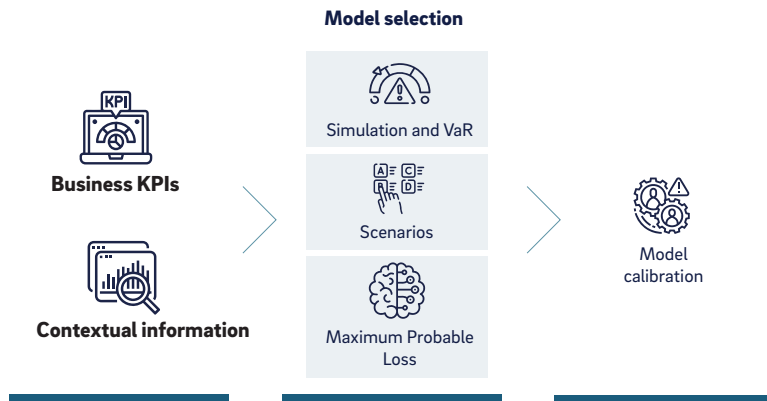 Model selection
KPI
Business KPIs
Contextual information
Simulation and VaR
A C
B D
Scenarios
Maximum Probable
Loss
Model
calibration